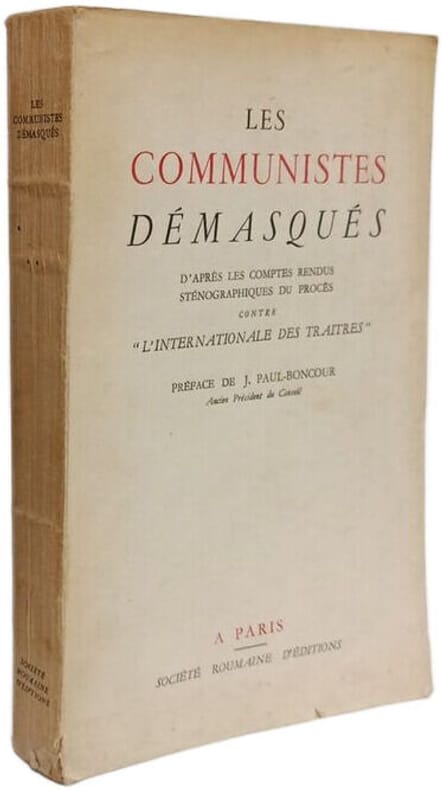 LES
COMMUNISTES
DÉMASQUÉS
SOCIÉTÉ
ROUMAINE
D'ÉDITIONS
LES
COMMUNISTES
DÉMASQUÉS
D'APRÈS LES COMPTES RENDUS
STÉNOGRAPHIQUES DU PROCÈS
CONTRE
"L'INTERNATIONALE DES TRAITRES"
PRÉFACE DE J. PAUL-BONCOUR
Ancien Président du Conseil
A PARIS
SOCIÉTÉ ROUMAINE D'ÉDITIONS